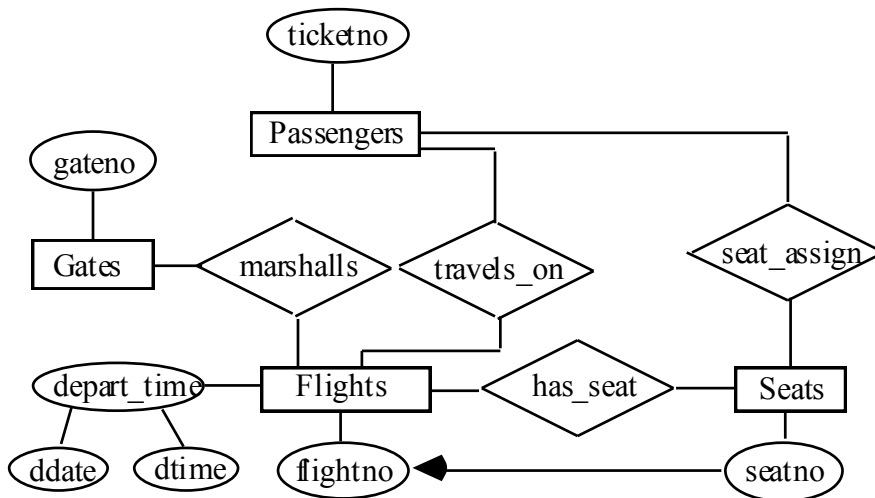 ticketno
Passengers
gateno
Gates
marshalls
travels_on
seat_assign
depart_time
Flights
has_seat
Seats
ddate
dtime
flightno
seatno